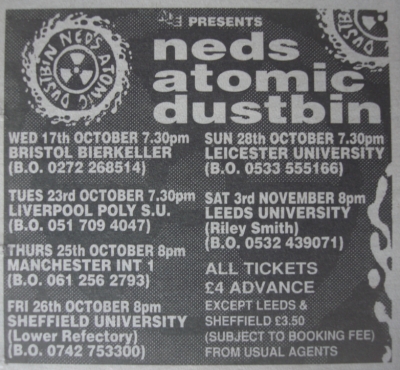 NEDS ATOMIC DUSTBIN
PRESENTS
neds
atomic
dustbin
WED 17th OCTOBER 7.30pm
BRISTOL BIERKELLER
(B.O. 0272 268514)
TUES 23rd OCTOBER 7.30pm
LIVERPOOL POLY S.U.
(B.O. 051 709 4047)
THURS 25th OCTOBER 8pm
MANCHESTER INT 1
(B.O. 061 256 2793)
FRI 26th OCTOBER 8pm
SHEFFIELD UNIVERSITY
(Lower Refectory)
(B.O. 0742 753300)
SUN 28th OCTOBER 7.30pm
LEICESTER UNIVERSITY
(B.O. 0533 555166)
SAT 3rd NOVEMBER 8pm
LEEDS UNIVERSITY
(Riley Smith)
(B.O. 0532 439071)
ALL TICKETS
£4 ADVANCE
EXCEPT LEEDS &
SHEFFIELD £3.50
(SUBJECT TO BOOKING FEE)
FROM USUAL AGENTS